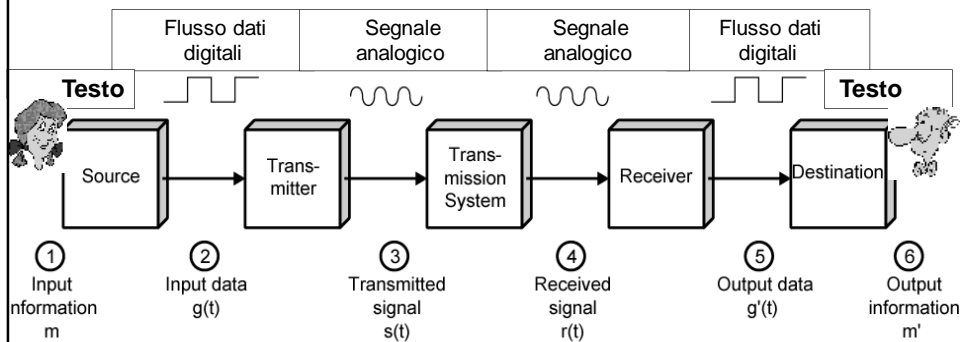 Flusso dati
digitali
Segnale
analogico
Segnale
analogico
Flusso dati
digitali
Testo
Testo
Source
Trans-
mitter
Trans-
mission
System
Receiver
Destination
1
Input
nformation
m
2
Input data
g(t)
3
Transmitted
signal
s(t)
4
Received
signal
r(t)
5
Output data
g'(t)
6
Output
information
m'